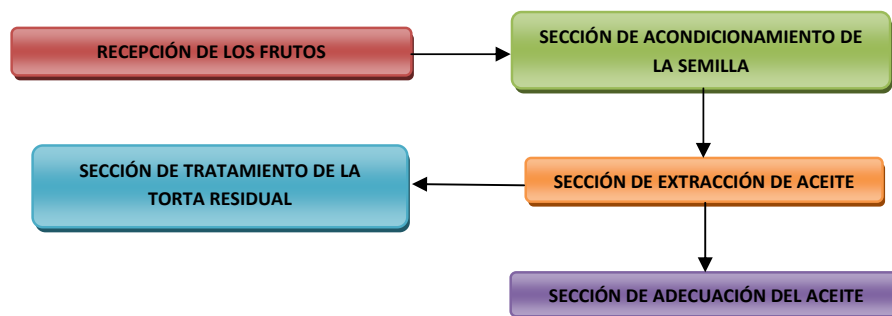 RECEPCIÓN DE LOS FRUTOS
SECCIÓN DE ACONDICIONAMIENTO DE
LA SEMILLA
SECCIÓN DE TRATAMIENTO DE LA
TORTA RESIDUAL
SECCIÓN DE EXTRACCIÓN DE ACEITE
SECCIÓN DE ADECUACIÓN DEL ACEITE